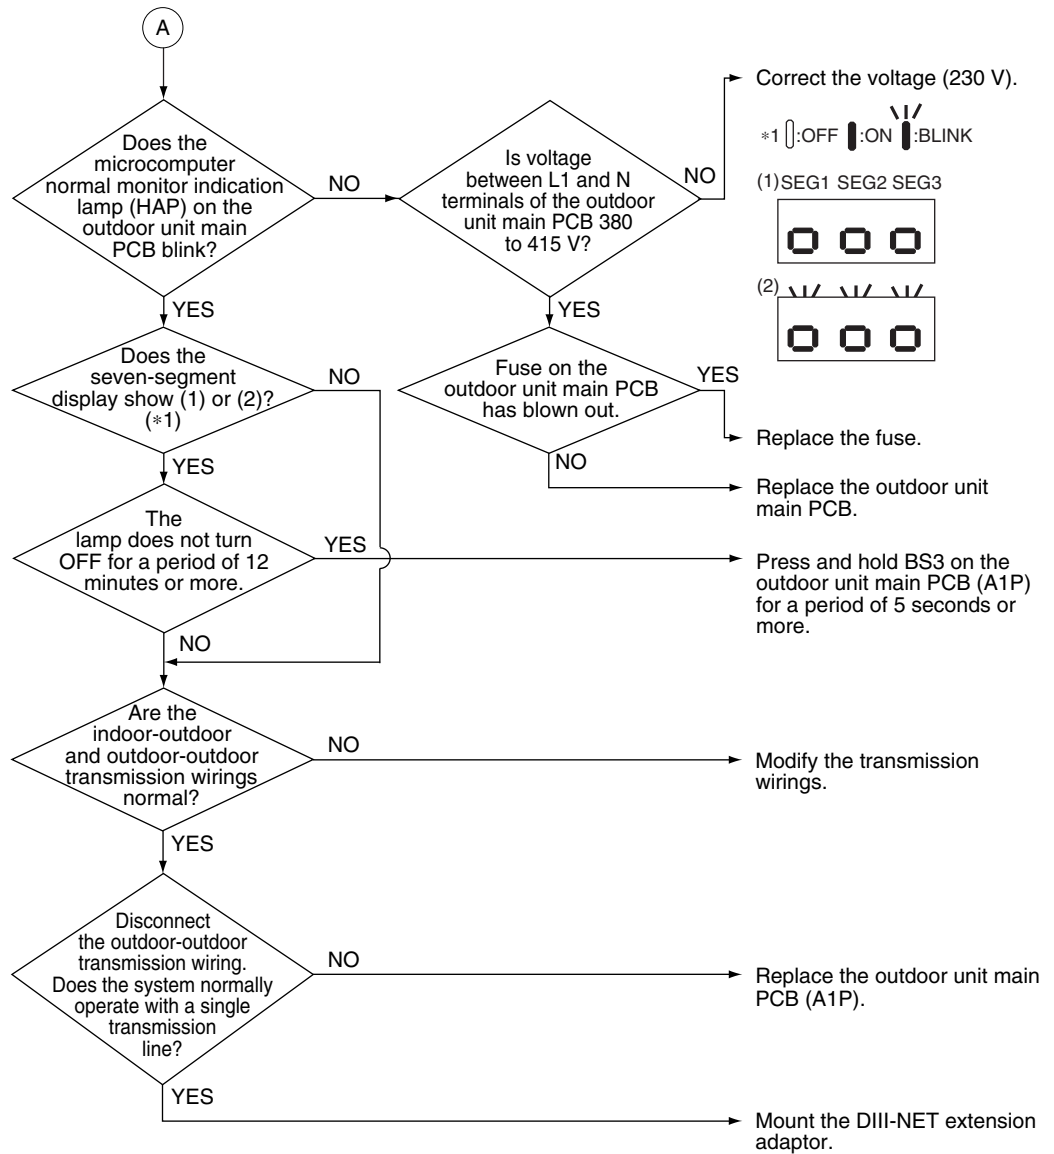 A
Does the
microcomputer
normal monitor indication
lamp (HAP) on the
outdoor unit main
PCB blink?
NO
YES
Is voltage
between L1 and N
terminals of the outdoor
unit main PCB 380
to 415 V?
NO
YES
Correct the voltage (230 V).
*1 :OFF :ON :BLINK
(1) SEG1 SEG2 SEG3
0 0 0
(2)
0 0 0
Does the
seven-segment
display show (1) or (2)?
(*1)
NO
YES
Fuse on the
outdoor unit main PCB
has blown out.
YES
NO
Replace the fuse.
Replace the outdoor unit
main PCB.
The
lamp does not turn
OFF for a period of 12
minutes or more.
YES
NO
Press and hold BS3 on the
outdoor unit main PCB (A1P)
for a period of 5 seconds or
more.
Are the
indoor-outdoor
and outdoor-outdoor
transmission wirings
normal?
NO
YES
Modify the transmission
wirings.
Disconnect
the outdoor-outdoor
transmission wiring.
Does the system normally
operate with a single
transmission
line?
NO
YES
Replace the outdoor unit main
PCB (A1P).
Mount the DIII-NET extension
adaptor.